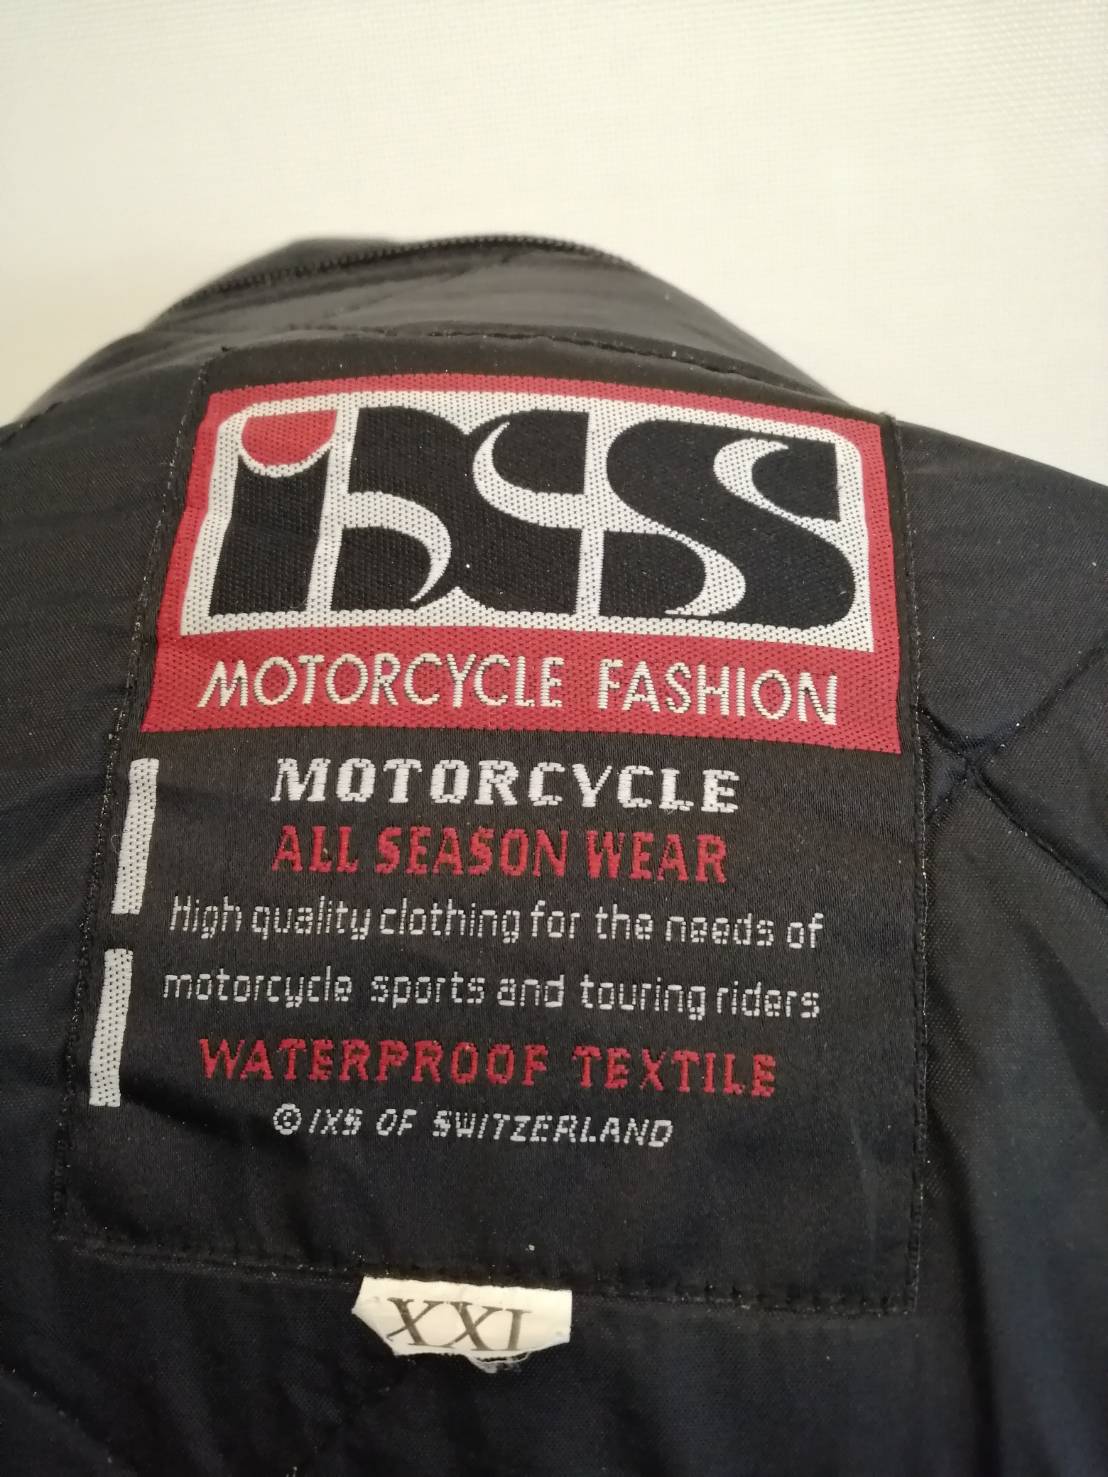 iXS
MOTORCYCLE FASHION
MOTORCYCLE
ALL SEASON WEAR
High quality clothing for the needs of
motorcycle sports and touring riders
WATERPROOF TEXTILE
© IXS OF SWITZERLAND
XXL